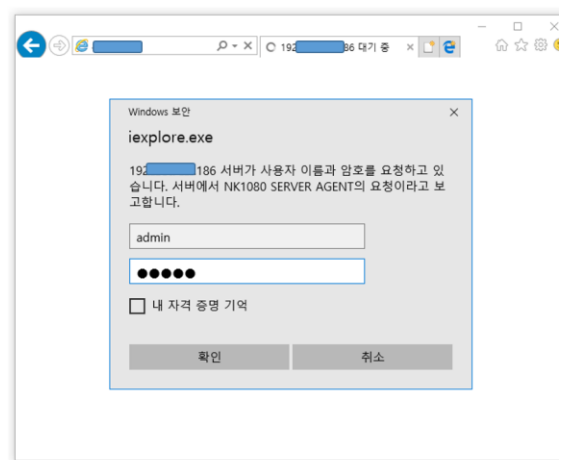 192 86 대기 중
Windows 보안
iexplore.exe
192 186 서버가 사용자 이름과 암호를 요청하고 있
습니다. 서버에서 NK1080 SERVER AGENT의 요청이라고 보
고합니다.
admin
●●●●●
내 자격 증명 기억
확인 취소